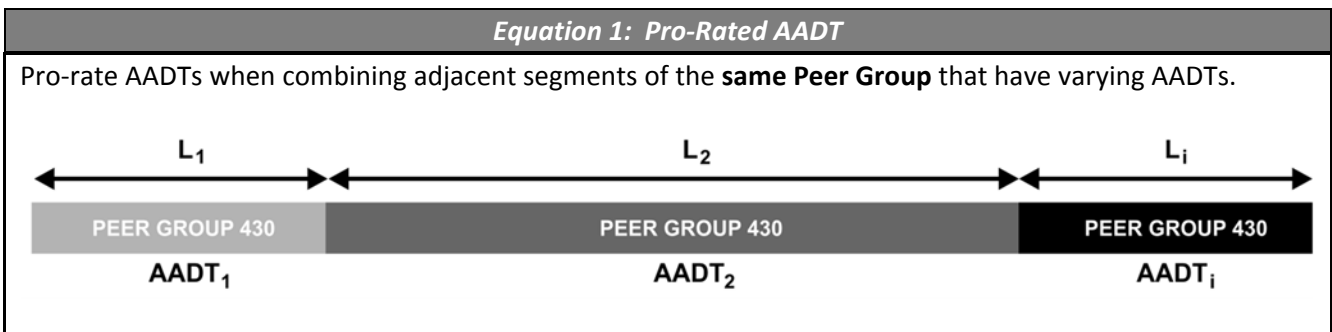 Equation 1: Pro-Rated AADT
Pro-rate AADTs when combining adjacent segments of the same Peer Group that have varying AADTs.
L₁ L₂ Lᵢ
PEER GROUP 430 PEER GROUP 430 PEER GROUP 430
AADT₁ AADT₂ AADTᵢ